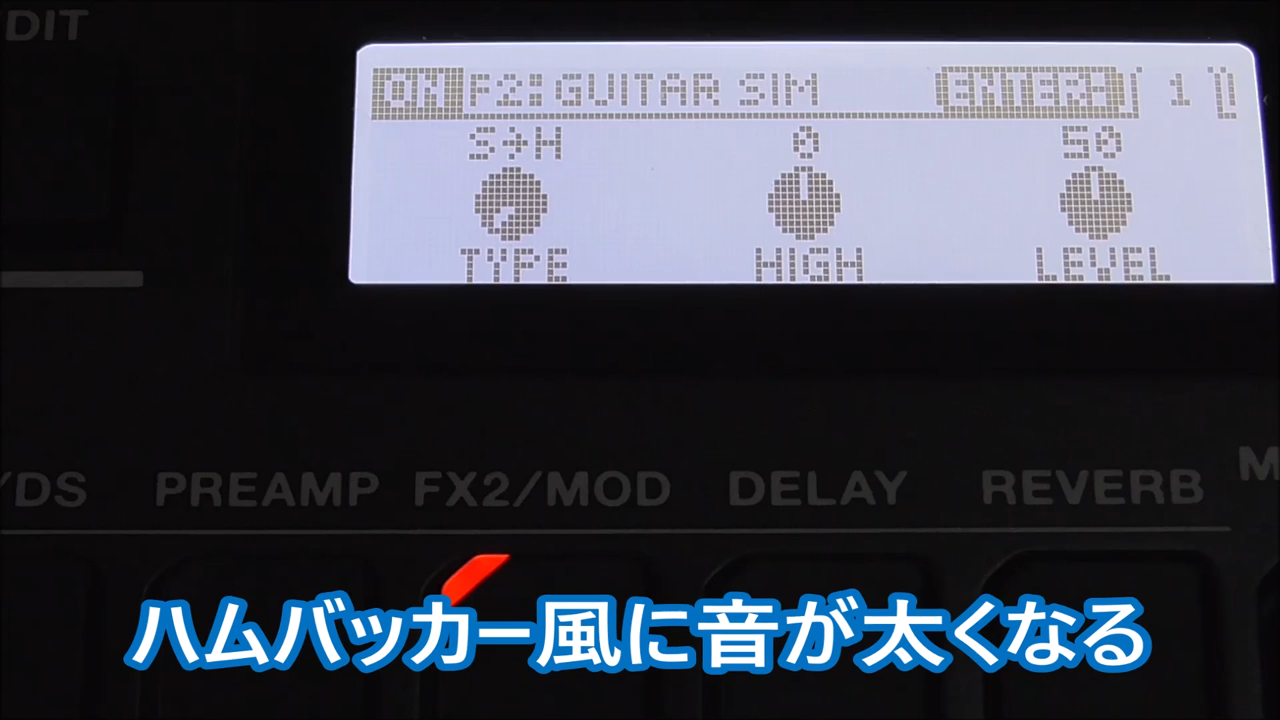 DIT
ON F2:GUITAR SIM ENTER→ 1
S→H 0 50
TYPE HIGH LEVEL
/DS PREAMP FX2/MOD DELAY REVERB M
ハムバッカー風に音が太くなる